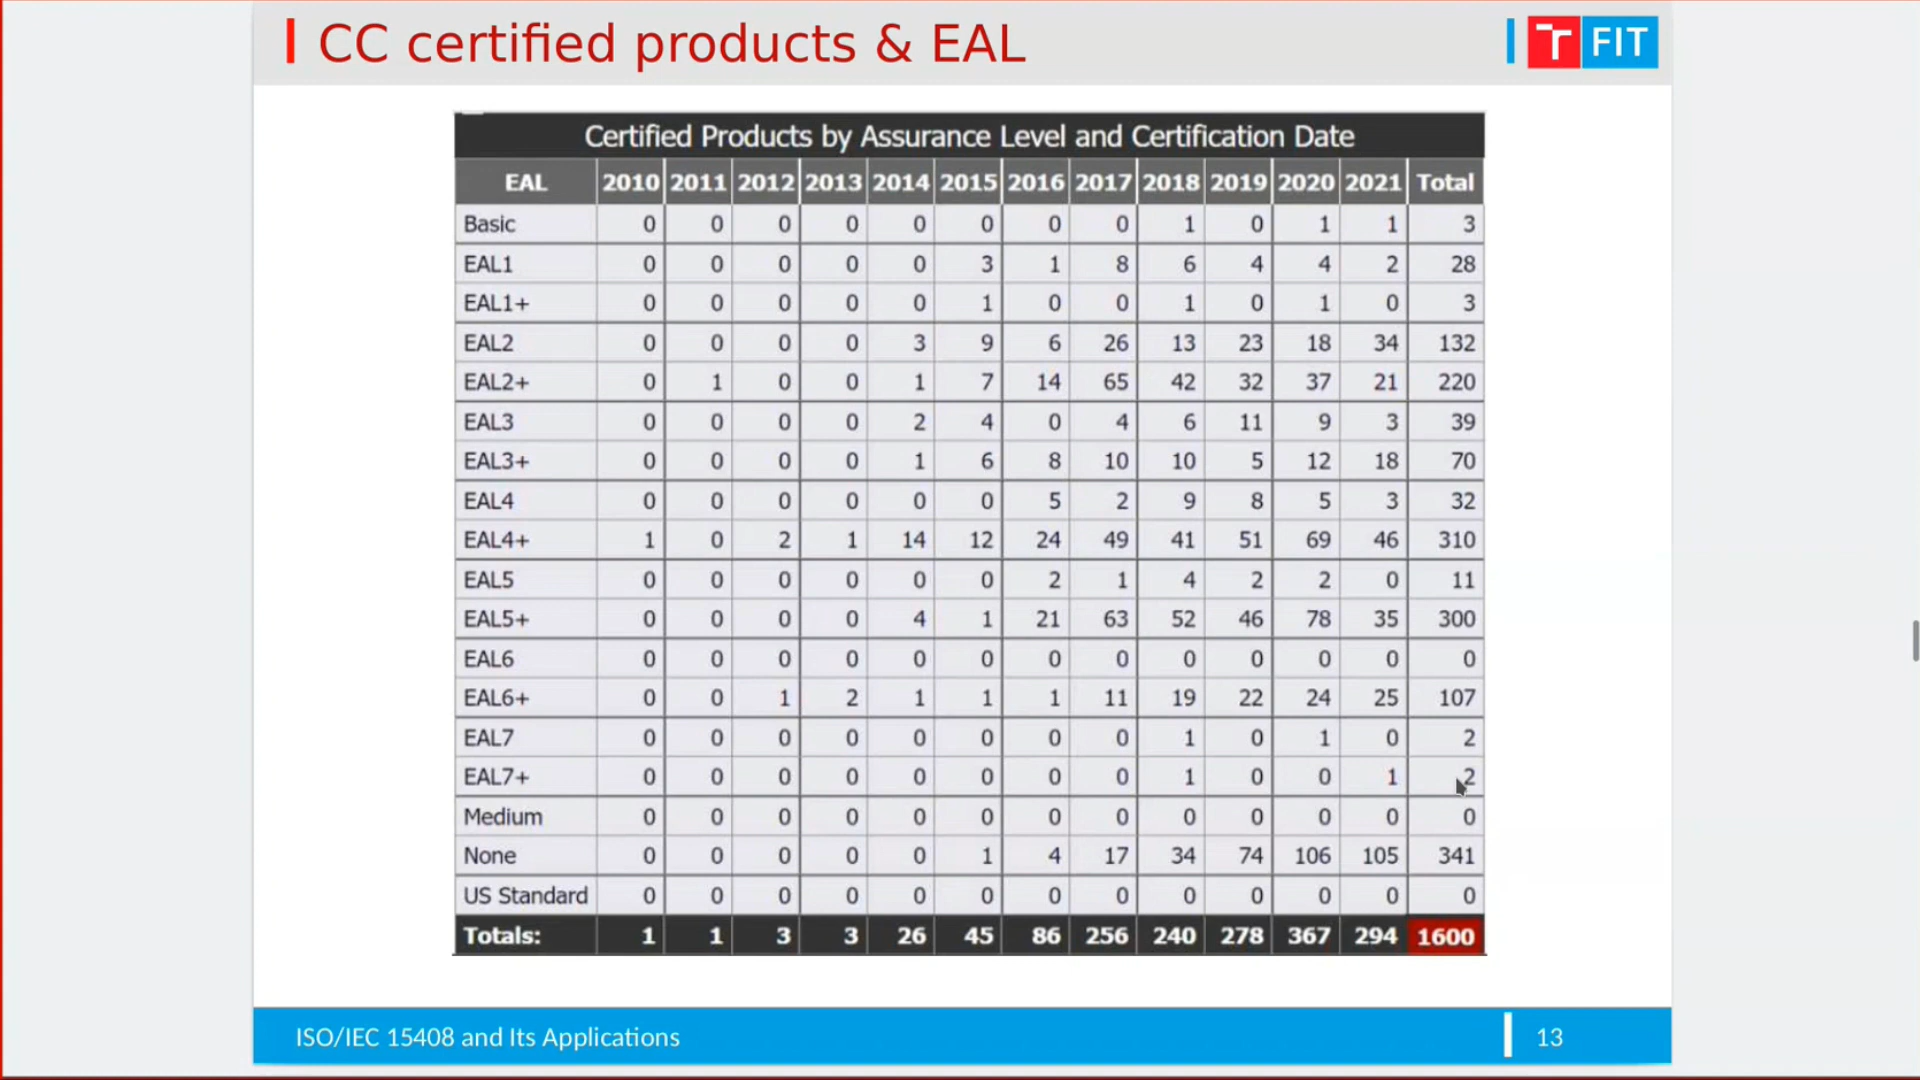 CC certified products & EAL
T FIT
Certified Products by Assurance Level and Certification Date
EAL 2010 2011 2012 2013 2014 2015 2016 2017 2018 2019 2020 2021 Total
Basic 0 0 0 0 0 0 0 0 1 0 1 1 3
EAL1 0 0 0 0 0 3 1 8 6 4 4 2 28
EAL1+ 0 0 0 0 0 1 0 0 1 0 1 0 3
EAL2 0 0 0 0 3 9 6 26 13 23 18 34 132
EAL2+ 0 1 0 0 1 7 14 65 42 32 37 21 220
EAL3 0 0 0 0 2 4 0 4 6 11 9 3 39
EAL3+ 0 0 0 0 1 6 8 10 10 5 12 18 70
EAL4 0 0 0 0 0 0 5 2 9 8 5 3 32
EAL4+ 1 0 2 1 14 12 24 49 41 51 69 46 310
EAL5 0 0 0 0 0 0 2 1 4 2 2 0 11
EAL5+ 0 0 0 0 4 1 21 63 52 46 78 35 300
EAL6 0 0 0 0 0 0 0 0 0 0 0 0 0
EAL6+ 0 0 1 2 1 1 1 11 19 22 24 25 107
EAL7 0 0 0 0 0 0 0 0 1 0 1 0 2
EAL7+ 0 0 0 0 0 0 0 0 1 0 0 1 2
Medium 0 0 0 0 0 0 0 0 0 0 0 0 0
None 0 0 0 0 0 1 4 17 34 74 106 105 341
US Standard 0 0 0 0 0 0 0 0 0 0 0 0 0
Totals: 1 1 3 3 26 45 86 256 240 278 367 294 1600
ISO/IEC 15408 and Its Applications
13